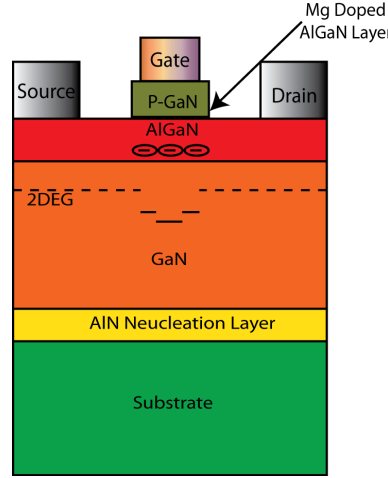 Mg Doped
AlGaN Layer
Gate
Source
P-GaN
Drain
AlGaN
2DEG
GaN
AlN Neucleation Layer
Substrate